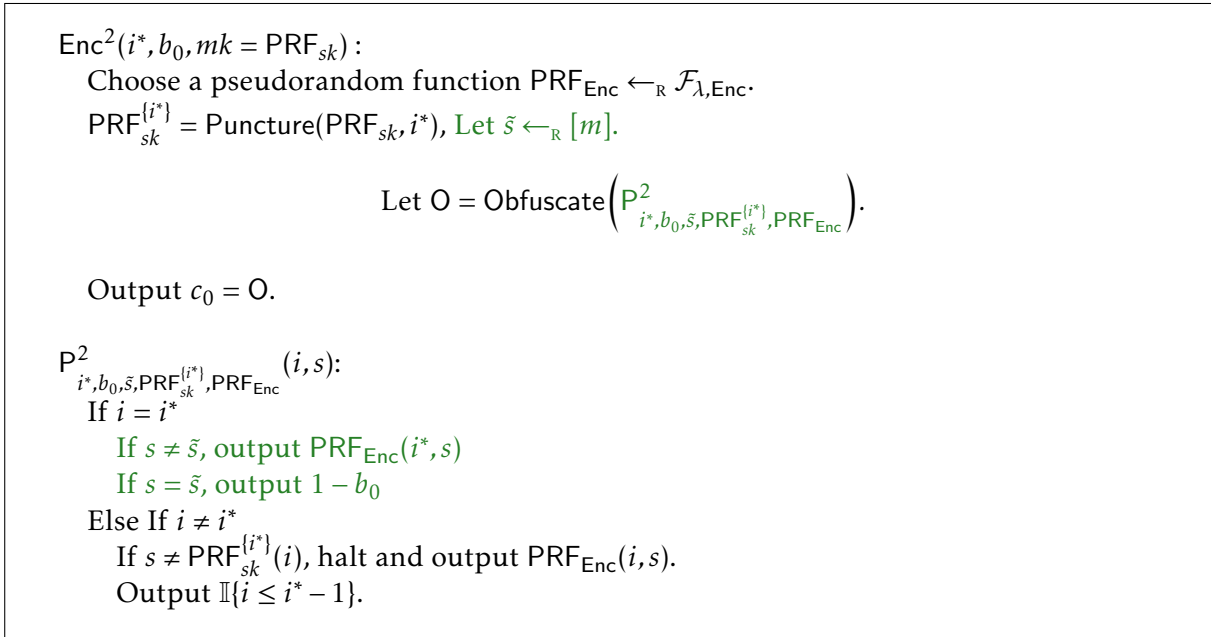 Enc²(i*, b₀, mk = PRF_sk) :
Choose a pseudorandom function PRF_Enc ←_R F_λ,Enc.
PRF_sk^{i*} = Puncture(PRF_sk, i*), Let s̃ ←_R [m].
Let O = Obfuscate(P²_{i*,b₀,s̃,PRF_sk^{i*},PRF_Enc}).
Output c₀ = O.
P²_{i*,b₀,s̃,PRF_sk^{i*},PRF_Enc}(i, s):
If i = i*
If s ≠ s̃, output PRF_Enc(i*, s)
If s = s̃, output 1 − b₀
Else If i ≠ i*
If s ≠ PRF_sk^{i*}(i), halt and output PRF_Enc(i, s).
Output 𝕀{i ≤ i* − 1}.